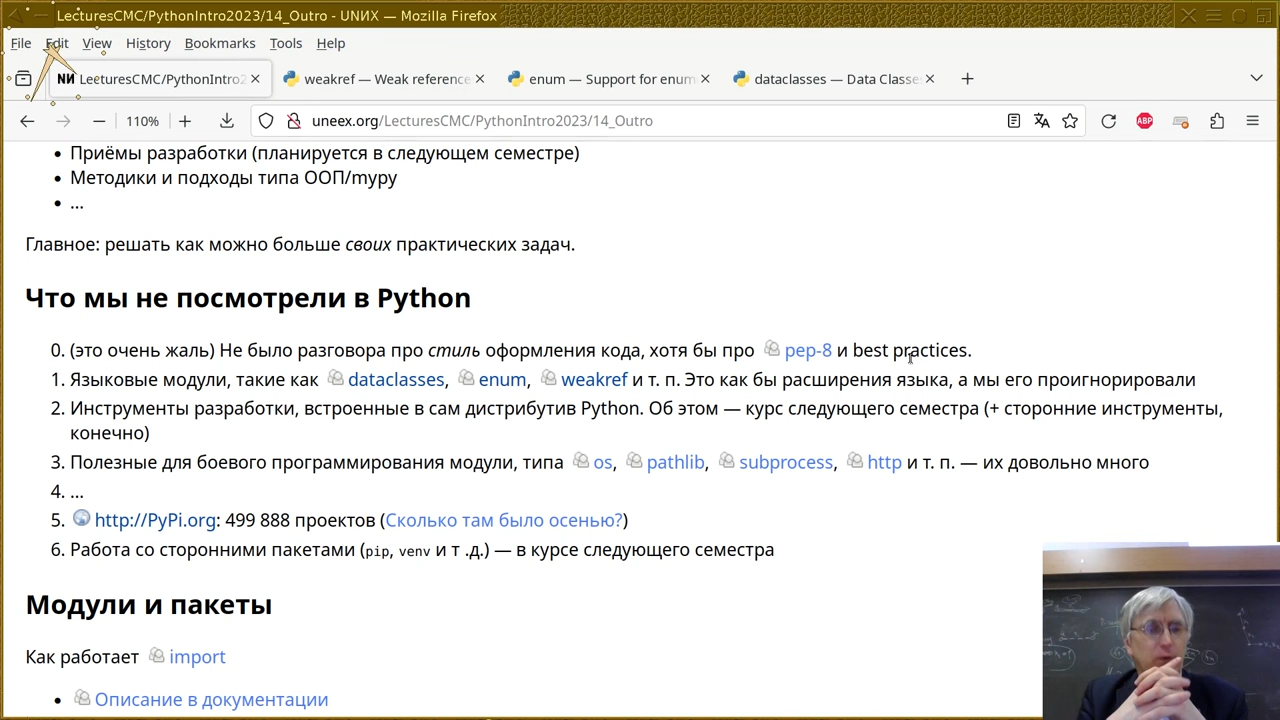 LecturesCMC/PythonIntro2023/14_Outro - UNИX — Mozilla Firefox
File Edit View History Bookmarks Tools Help
NИ LecturesCMC/PythonIntro2 weakref — Weak reference enum — Support for enum dataclasses — Data Classe
110% uneex.org/LecturesCMC/PythonIntro2023/14_Outro ABP
• Приёмы разработки (планируется в следующем семестре)
• Методики и подходы типа ООП/mypy
• ...
Главное: решать как можно больше своих практических задач.
Что мы не посмотрели в Python
0. (это очень жаль) Не было разговора про стиль оформления кода, хотя бы про pep-8 и best practices.
1. Языковые модули, такие как dataclasses, enum, weakref и т. п. Это как бы расширения языка, а мы его проигнорировали
2. Инструменты разработки, встроенные в сам дистрибутив Python. Об этом — курс следующего семестра (+ сторонние инструменты,
конечно)
3. Полезные для боевого программирования модули, типа os, pathlib, subprocess, http и т. п. — их довольно много
4. ...
5. http://PyPi.org: 499 888 проектов (Сколько там было осенью?)
6. Работа со сторонними пакетами (pip, venv и т .д.) — в курсе следующего семестра
Модули и пакеты
Как работает import
• Описание в документации